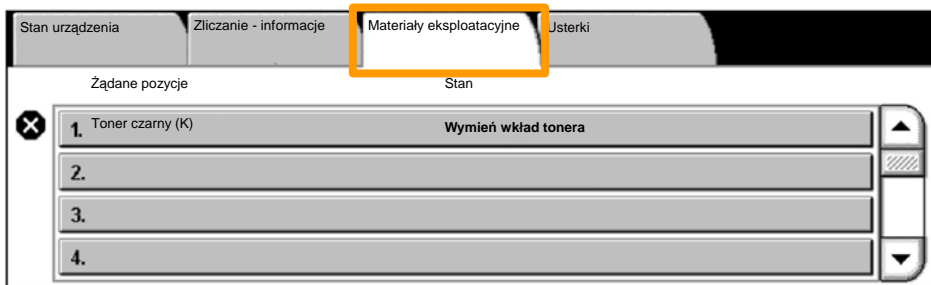 Stan urządzenia Zliczanie - informacje Materiały eksploatacyjne Usterki
Żądane pozycje Stan
1. Toner czarny (K) Wymień wkład tonera
2.
3.
4.